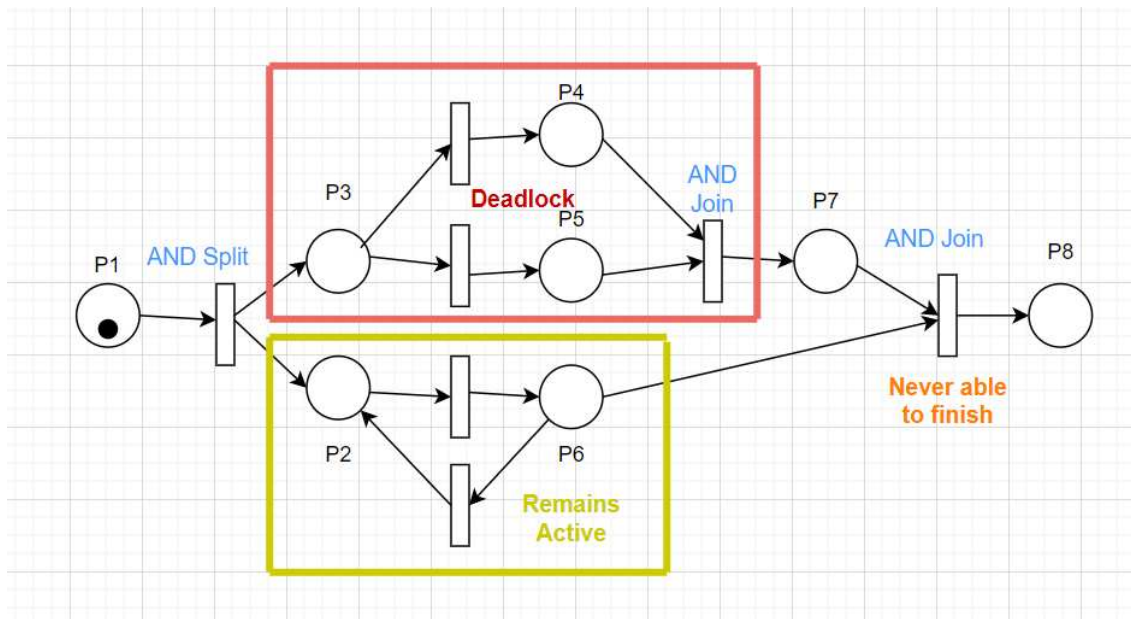 P4
AND
Join
Deadlock
P3
P5
P7
AND Join
AND Split
P1
P8
P2
P6
Never able
to finish
Remains
Active